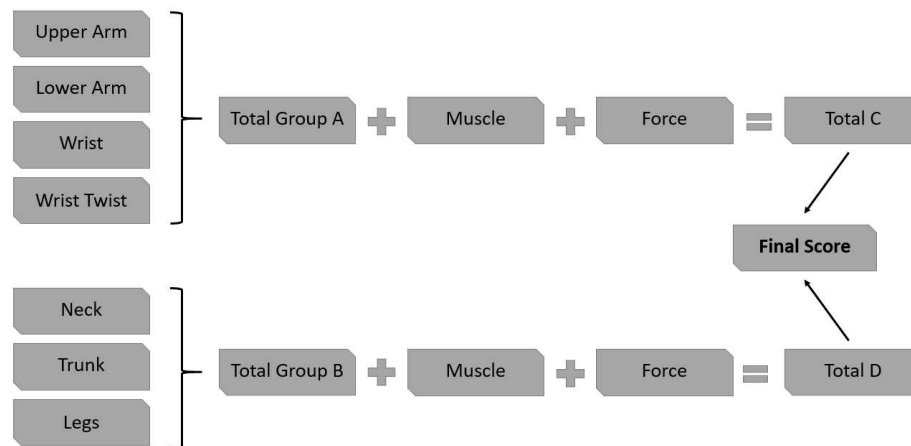 Upper Arm
Lower Arm
Wrist
Wrist Twist
Total Group A
Muscle
Force
Total C
Final Score
Neck
Trunk
Legs
Total Group B
Muscle
Force
Total D